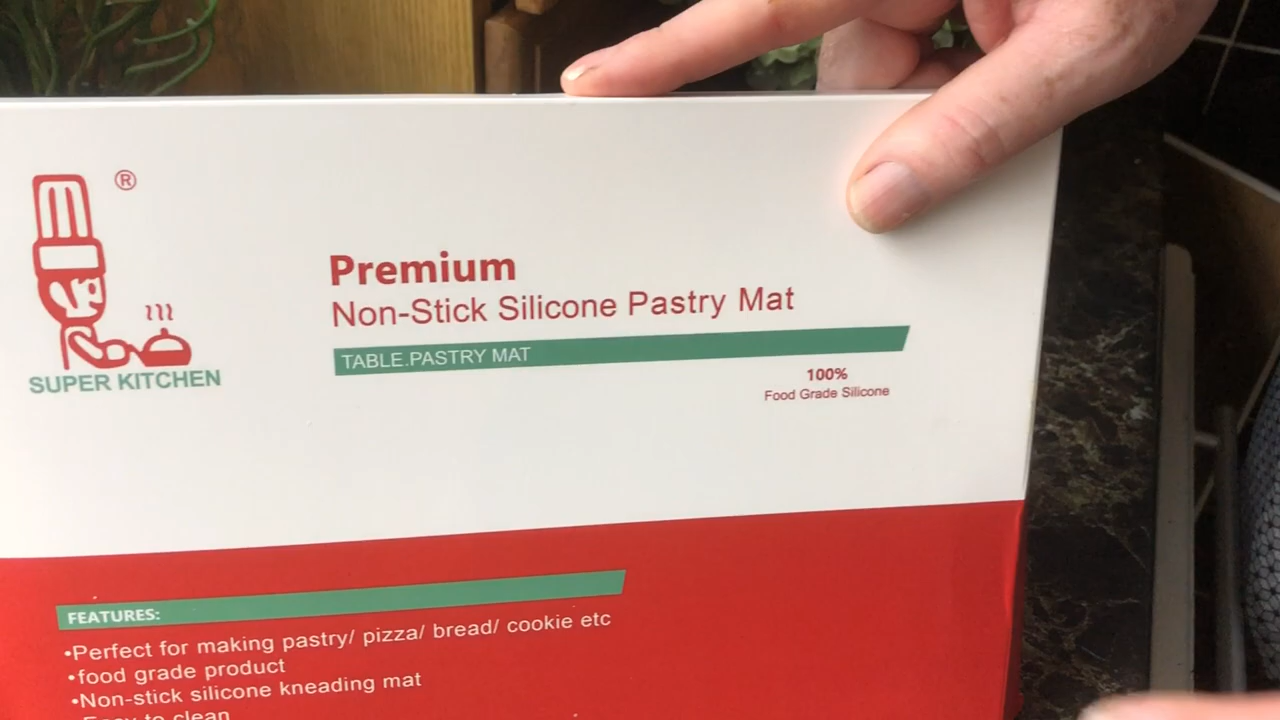 ®
SUPER KITCHEN
Premium
Non-Stick Silicone Pastry Mat
TABLE.PASTRY MAT
100%
Food Grade Silicone
FEATURES:
•Perfect for making pastry/ pizza/ bread/ cookie etc
•food grade product
•Non-stick silicone kneading mat
•Easy to clean